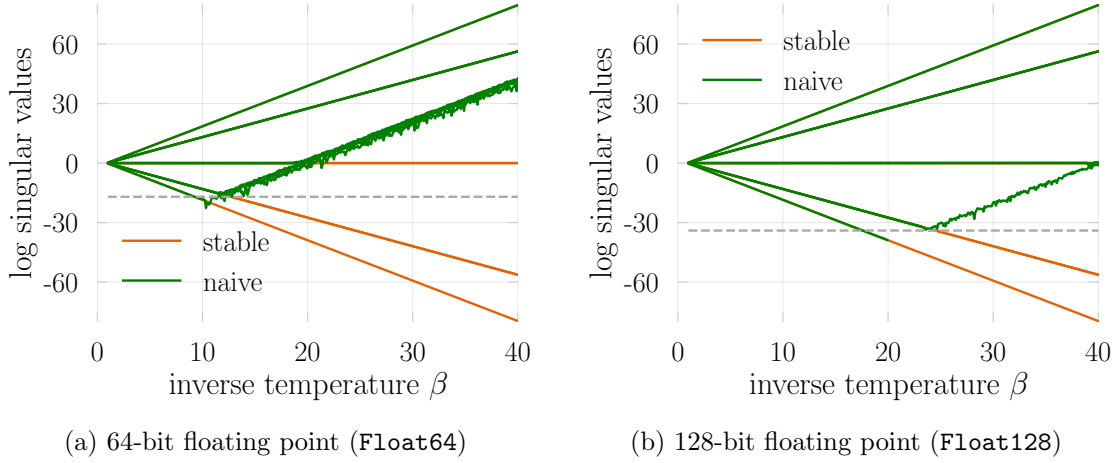 log singular values
60
30
0
-30
-60
stable
naive
0
10
20
30
40
inverse temperature β
(a) 64-bit floating point (Float64)
log singular values
60
30
0
-30
-60
stable
naive
0
10
20
30
40
inverse temperature β
(b) 128-bit floating point (Float128)